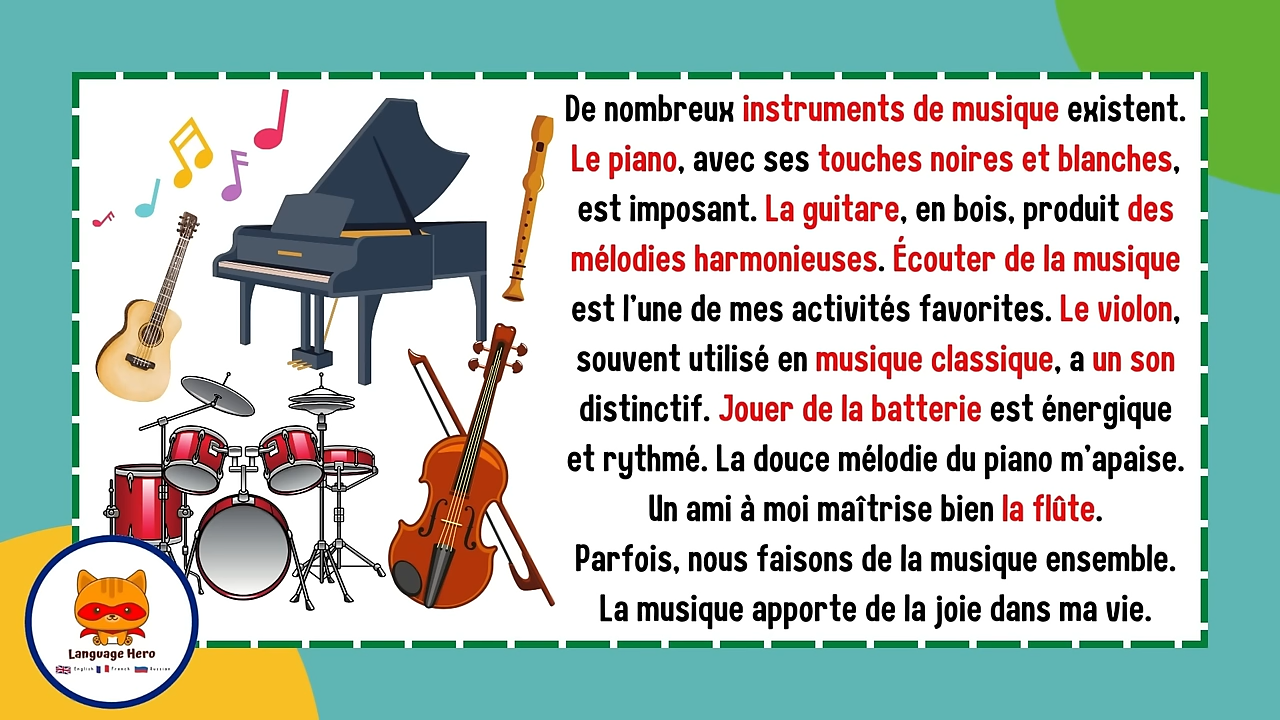 De nombreux instruments de musique existent.
Le piano, avec ses touches noires et blanches,
est imposant. La guitare, en bois, produit des
mélodies harmonieuses. Écouter de la musique
est l'une de mes activités favorites. Le violon,
souvent utilisé en musique classique, a un son
distinctif. Jouer de la batterie est énergique
et rythmé. La douce mélodie du piano m'apaise.
Un ami à moi maîtrise bien la flûte.
Parfois, nous faisons de la musique ensemble.
La musique apporte de la joie dans ma vie.
Language Hero
English French Russian